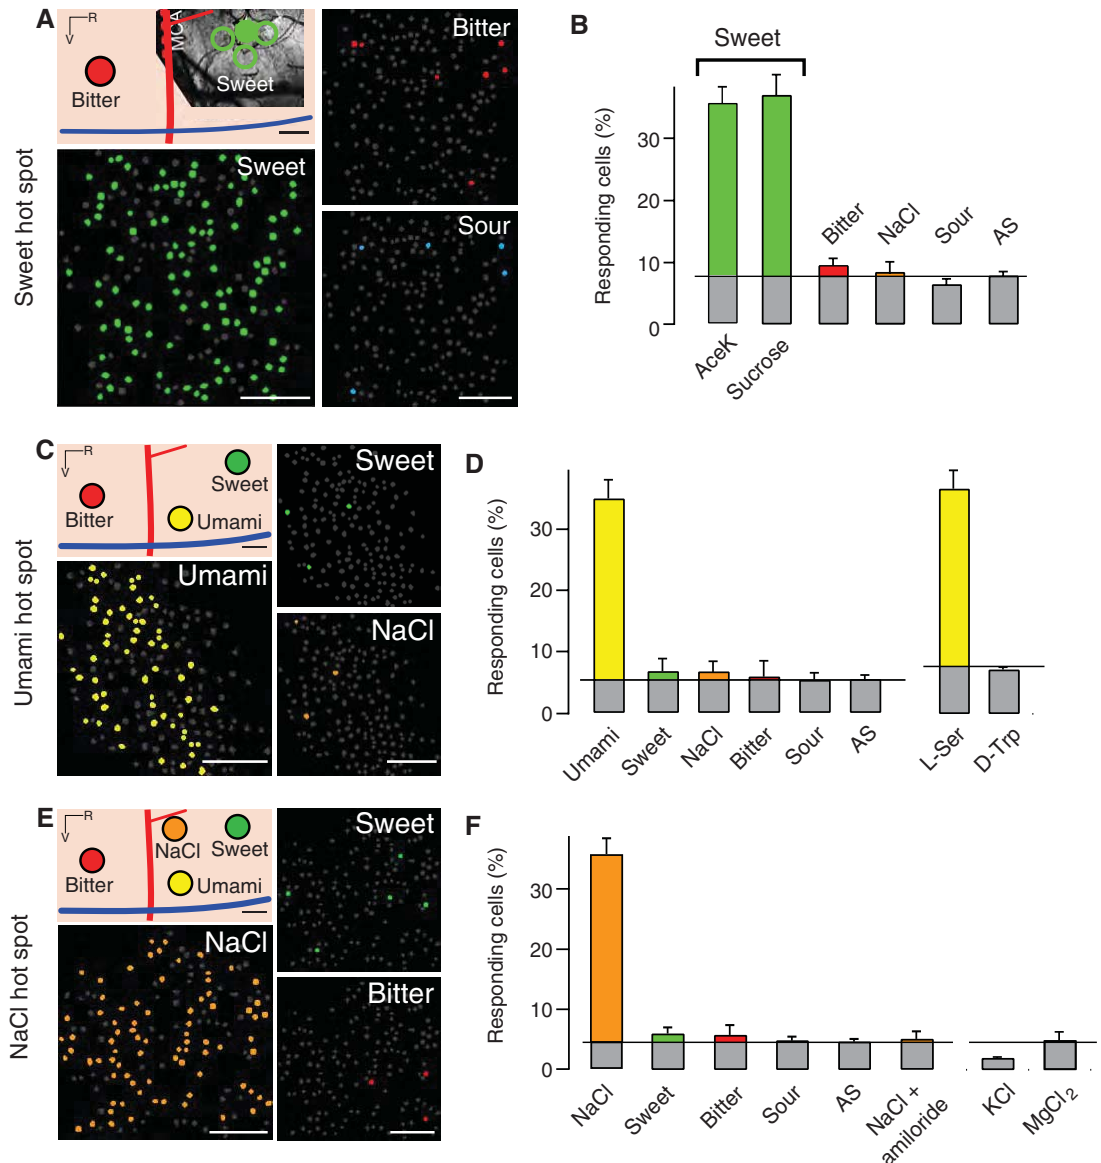 A
R
V
MCA
Bitter
Sweet
Sweet hot spot
Sweet
Bitter
Sour
B
Sweet
Responding cells (%)
30
20
10
0
Bitter
NaCl
Sour
AS
AceK
Sucrose
C
R
V
Sweet
Bitter
Umami
Umami hot spot
Umami
Sweet
NaCl
D
Responding cells (%)
30
20
10
0
Umami
Sweet
NaCl
Bitter
Sour
AS
L-Ser
D-Trp
E
R
V
NaCl
Sweet
Bitter
Umami
NaCl hot spot
NaCl
Sweet
Bitter
F
Responding cells (%)
30
20
10
0
NaCl
Sweet
Bitter
Sour
AS
NaCl +
amiloride
KCl
MgCl₂